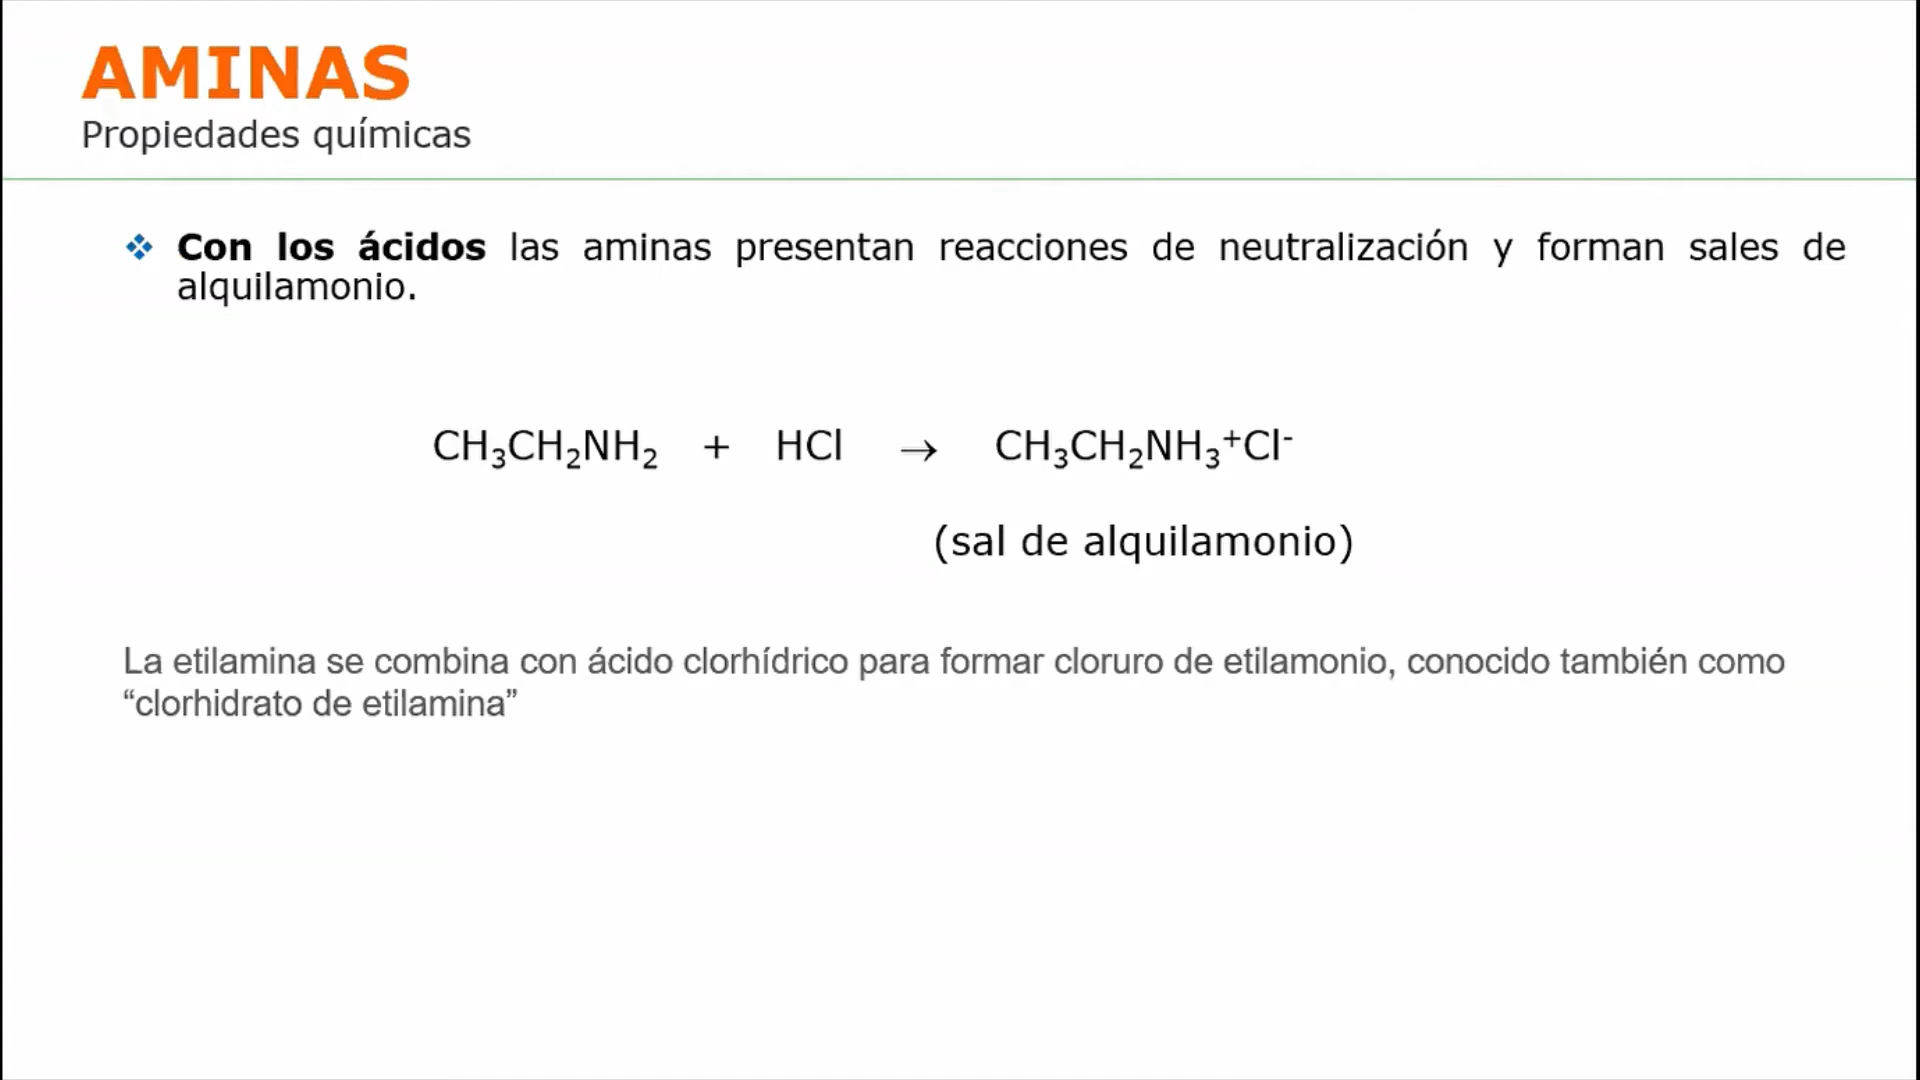 AMINAS
Propiedades químicas
❖ Con los ácidos las aminas presentan reacciones de neutralización y forman sales de
alquilamonio.
CH₃CH₂NH₂ + HCl → CH₃CH₂NH₃⁺Cl⁻
(sal de alquilamonio)
La etilamina se combina con ácido clorhídrico para formar cloruro de etilamonio, conocido también como
“clorhidrato de etilamina”